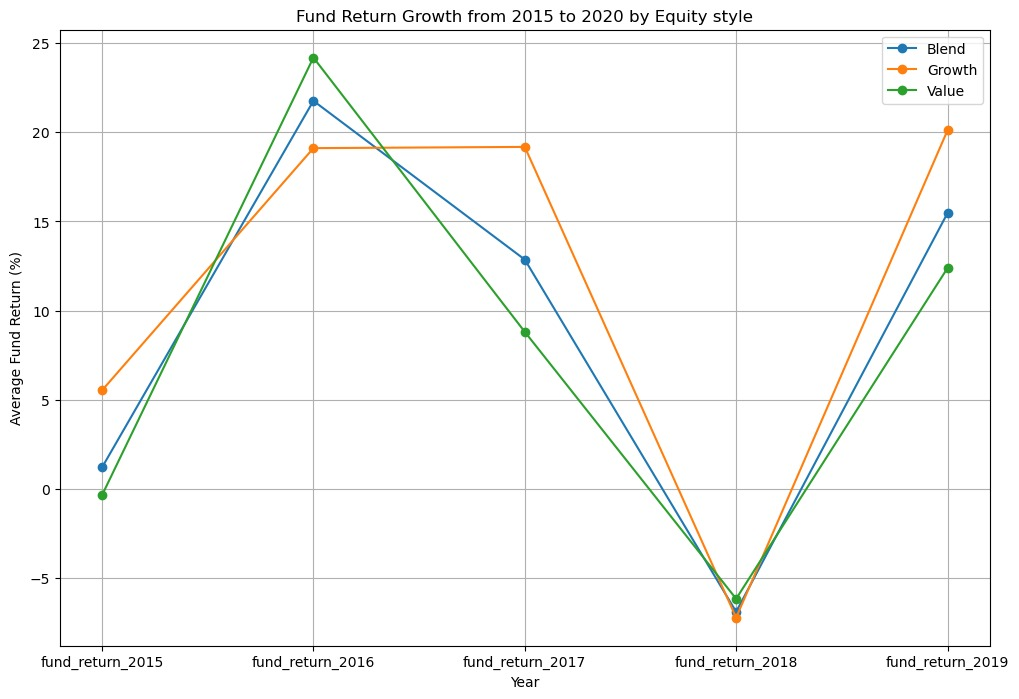 Fund Return Growth from 2015 to 2020 by Equity style
Blend
Growth
Value
Average Fund Return (%)
25
20
15
10
5
0
−5
fund_return_2015
fund_return_2016
fund_return_2017
fund_return_2018
fund_return_2019
Year